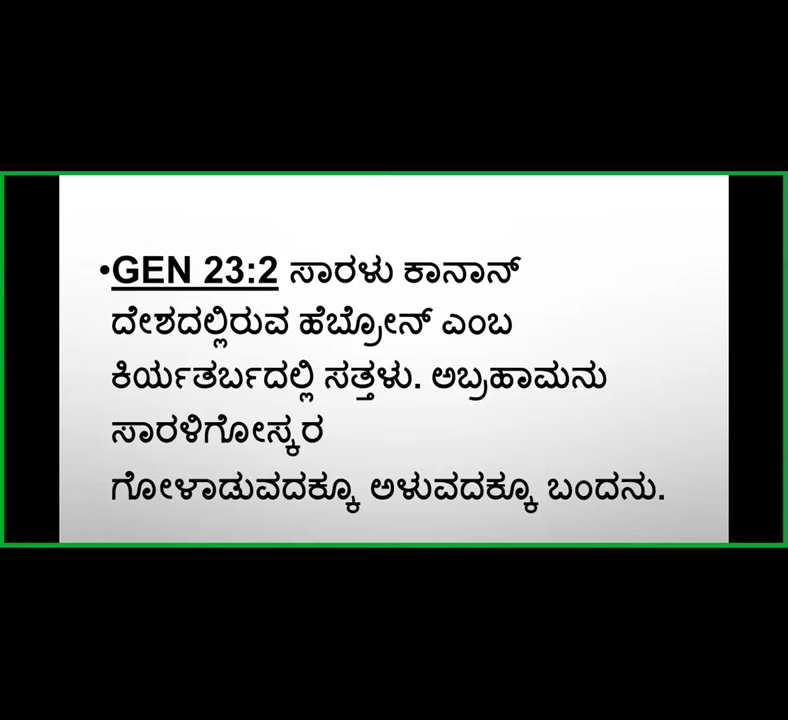 •GEN 23:2 ಸಾರಳು ಕಾನಾನ್
ದೇಶದಲ್ಲಿರುವ ಹೆಬ್ರೋನ್ ಎಂಬ
ಕಿರ್ಯತರ್ಬದಲ್ಲಿ ಸತ್ತಳು. ಅಬ್ರಹಾಮನು
ಸಾರಳಿಗೋಸ್ಕರ
ಗೋಳಾಡುವದಕ್ಕೂ ಅಳುವದಕ್ಕೂ ಬಂದನು.